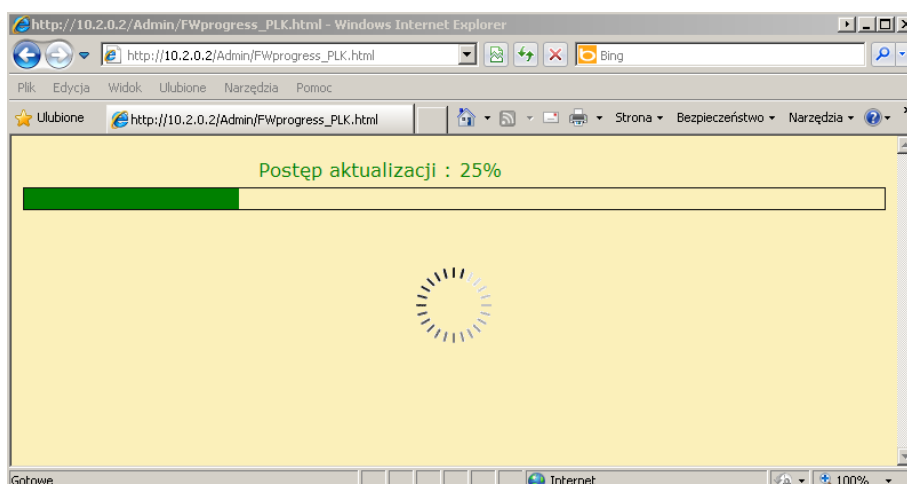 http://10.2.0.2/Admin/FWprogress_PLK.html - Windows Internet Explorer
http://10.2.0.2/Admin/FWprogress_PLK.html Bing
Plik Edycja Widok Ulubione Narzędzia Pomoc
Ulubione http://10.2.0.2/Admin/FWprogress_PLK.html Strona Bezpieczeństwo Narzędzia
Postęp aktualizacji : 25%
Gotowe Internet 100%